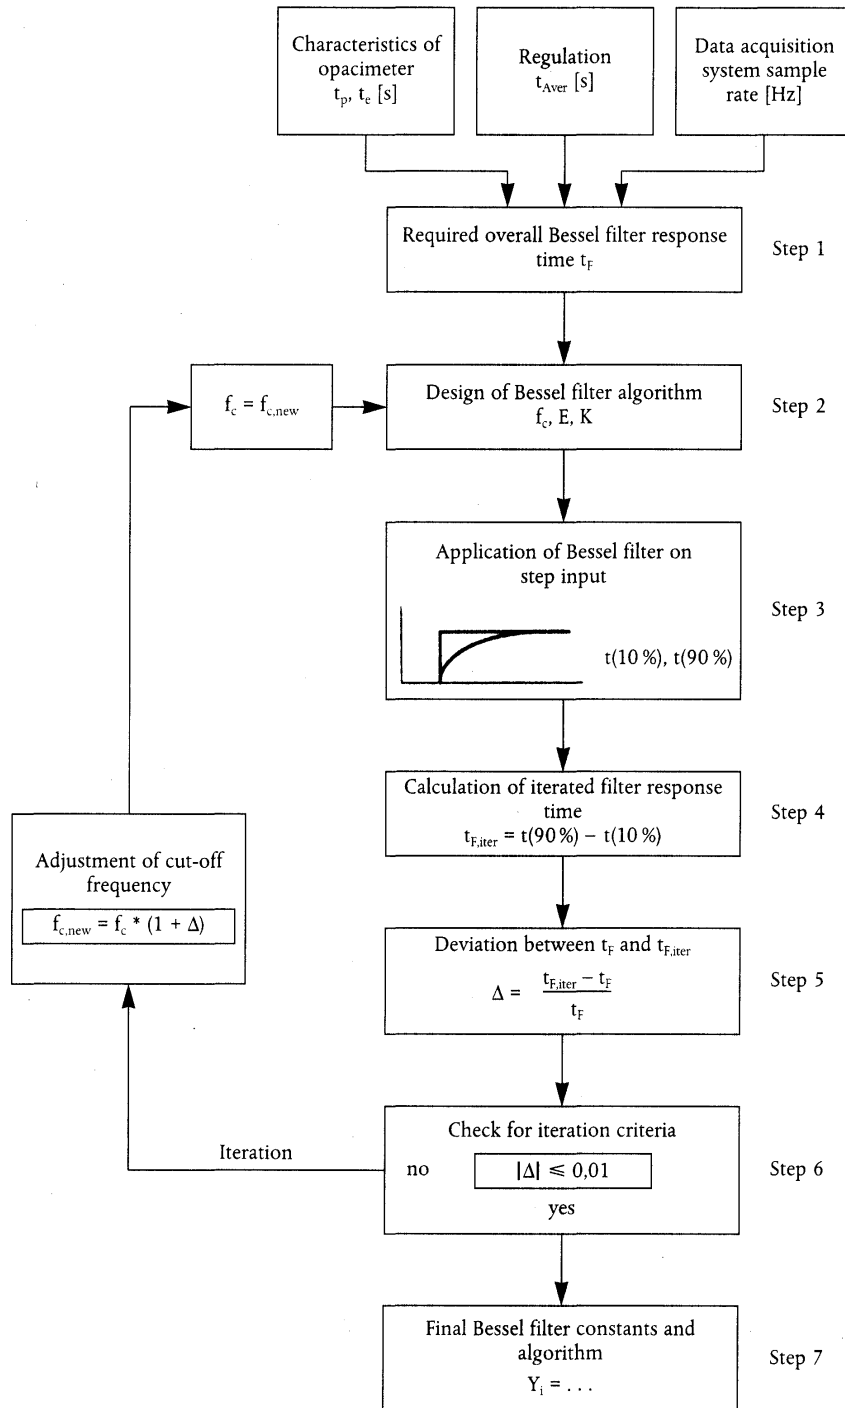 Characteristics of
opacimeter
t_p, t_e [s]
Regulation
t_Aver [s]
Data acquisition
system sample
rate [Hz]
Required overall Bessel filter response
time t_F
Step 1
f_c = f_c,new
Design of Bessel filter algorithm
f_c, E, K
Step 2
Application of Bessel filter on
step input
t(10 %), t(90 %)
Step 3
Calculation of iterated filter response
time
t_F,iter = t(90 %) – t(10 %)
Step 4
Adjustment of cut-off
frequency
f_c,new = f_c * (1 + Δ)
Deviation between t_F and t_F,iter
Δ = (t_F,iter – t_F) / t_F
Step 5
Iteration
Check for iteration criteria
no
|Δ| ⩽ 0,01
yes
Step 6
Final Bessel filter constants and
algorithm
Y_i = . . .
Step 7